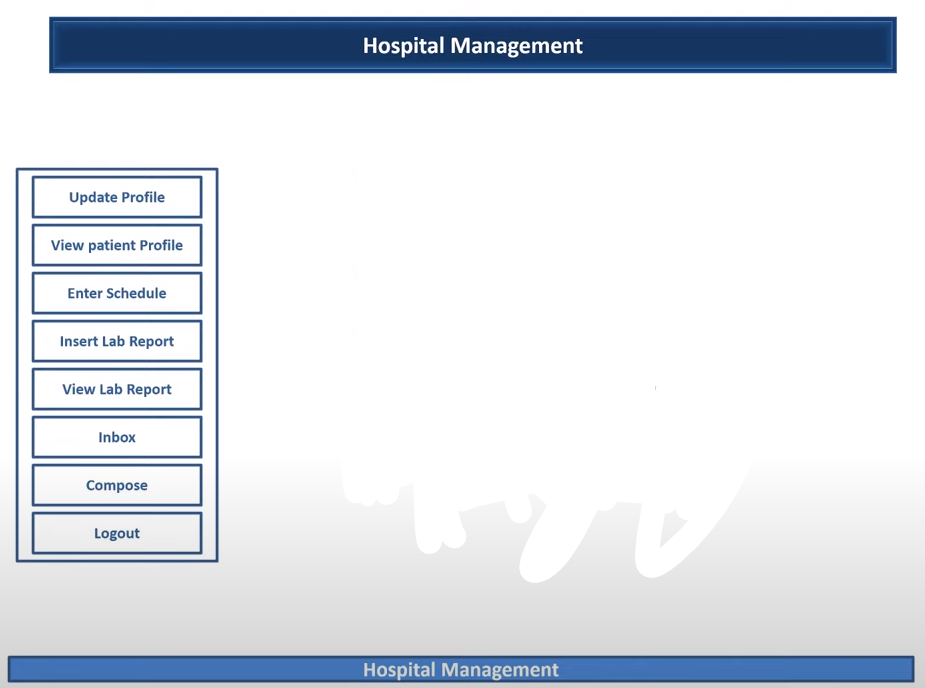 Hospital Management
Update Profile
View patient Profile
Enter Schedule
Insert Lab Report
View Lab Report
Inbox
Compose
Logout
Hospital Management